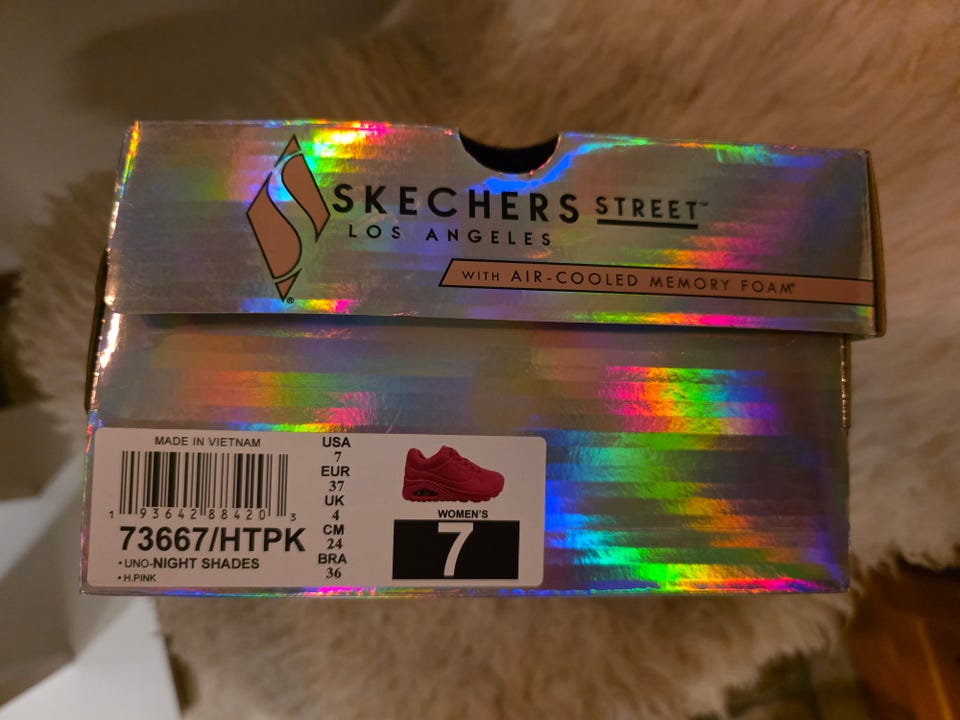 SKECHERS STREET™
LOS ANGELES
WITH AIR-COOLED MEMORY FOAM®
®
MADE IN VIETNAM
1 93642 88420 3
73667/HTPK
• UNO-NIGHT SHADES
• H.PINK
USA
7
EUR
37
UK
4
CM
24
BRA
36
WOMEN'S
7